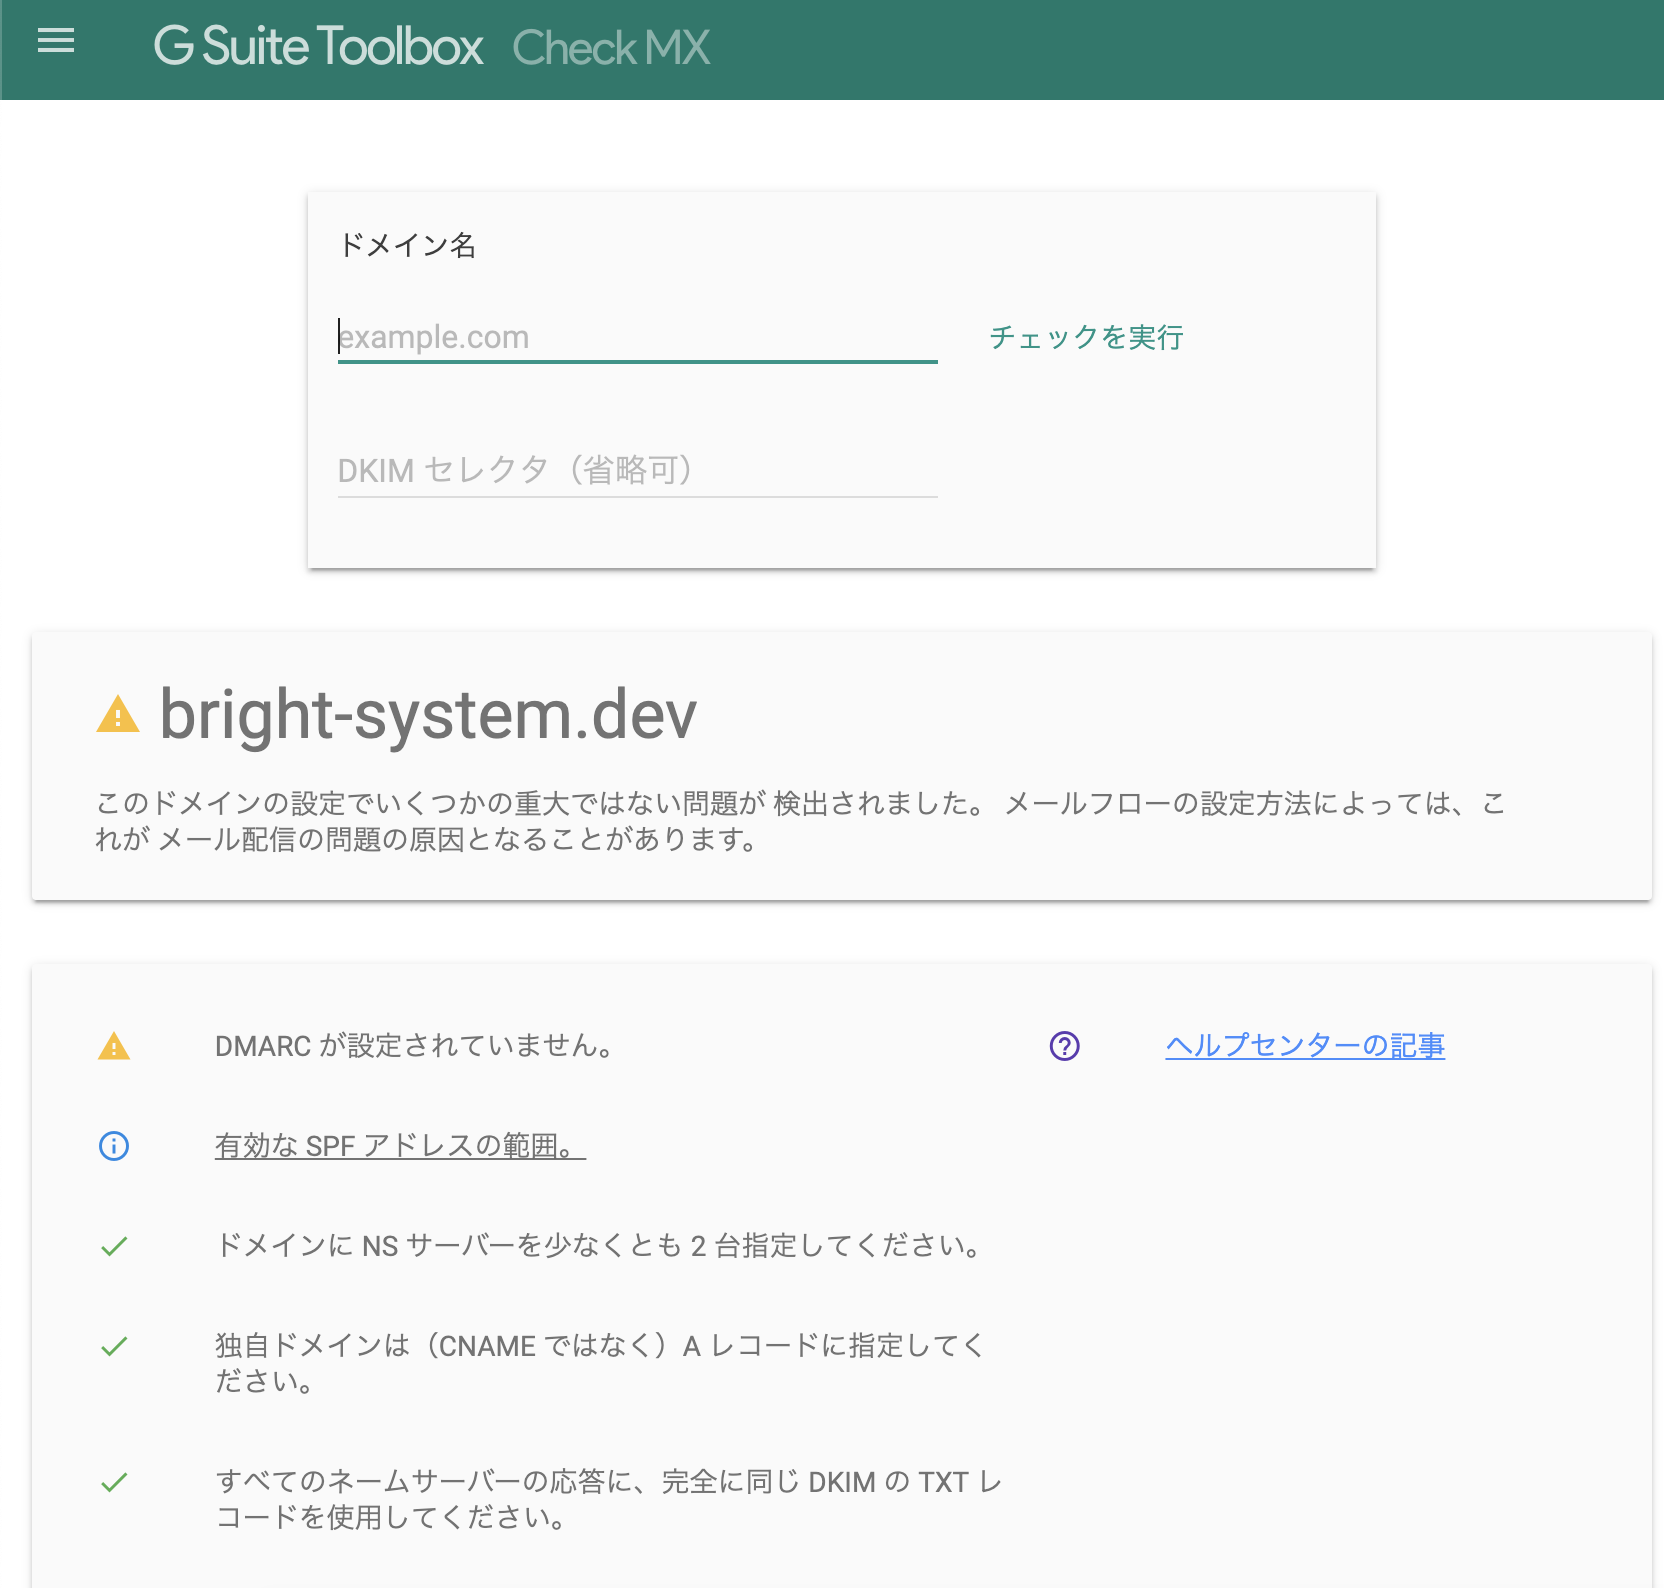 G Suite Toolbox Check MX
ドメイン名
example.com
チェックを実行
DKIM セレクタ（省略可）
bright-system.dev
このドメインの設定でいくつかの重大ではない問題が 検出されました。 メールフローの設定方法によっては、こ
れが メール配信の問題の原因となることがあります。
DMARC が設定されていません。
ヘルプセンターの記事
有効な SPF アドレスの範囲。
ドメインに NS サーバーを少なくとも 2 台指定してください。
独自ドメインは（CNAME ではなく）A レコードに指定してく
ださい。
すべてのネームサーバーの応答に、完全に同じ DKIM の TXT レ
コードを使用してください。